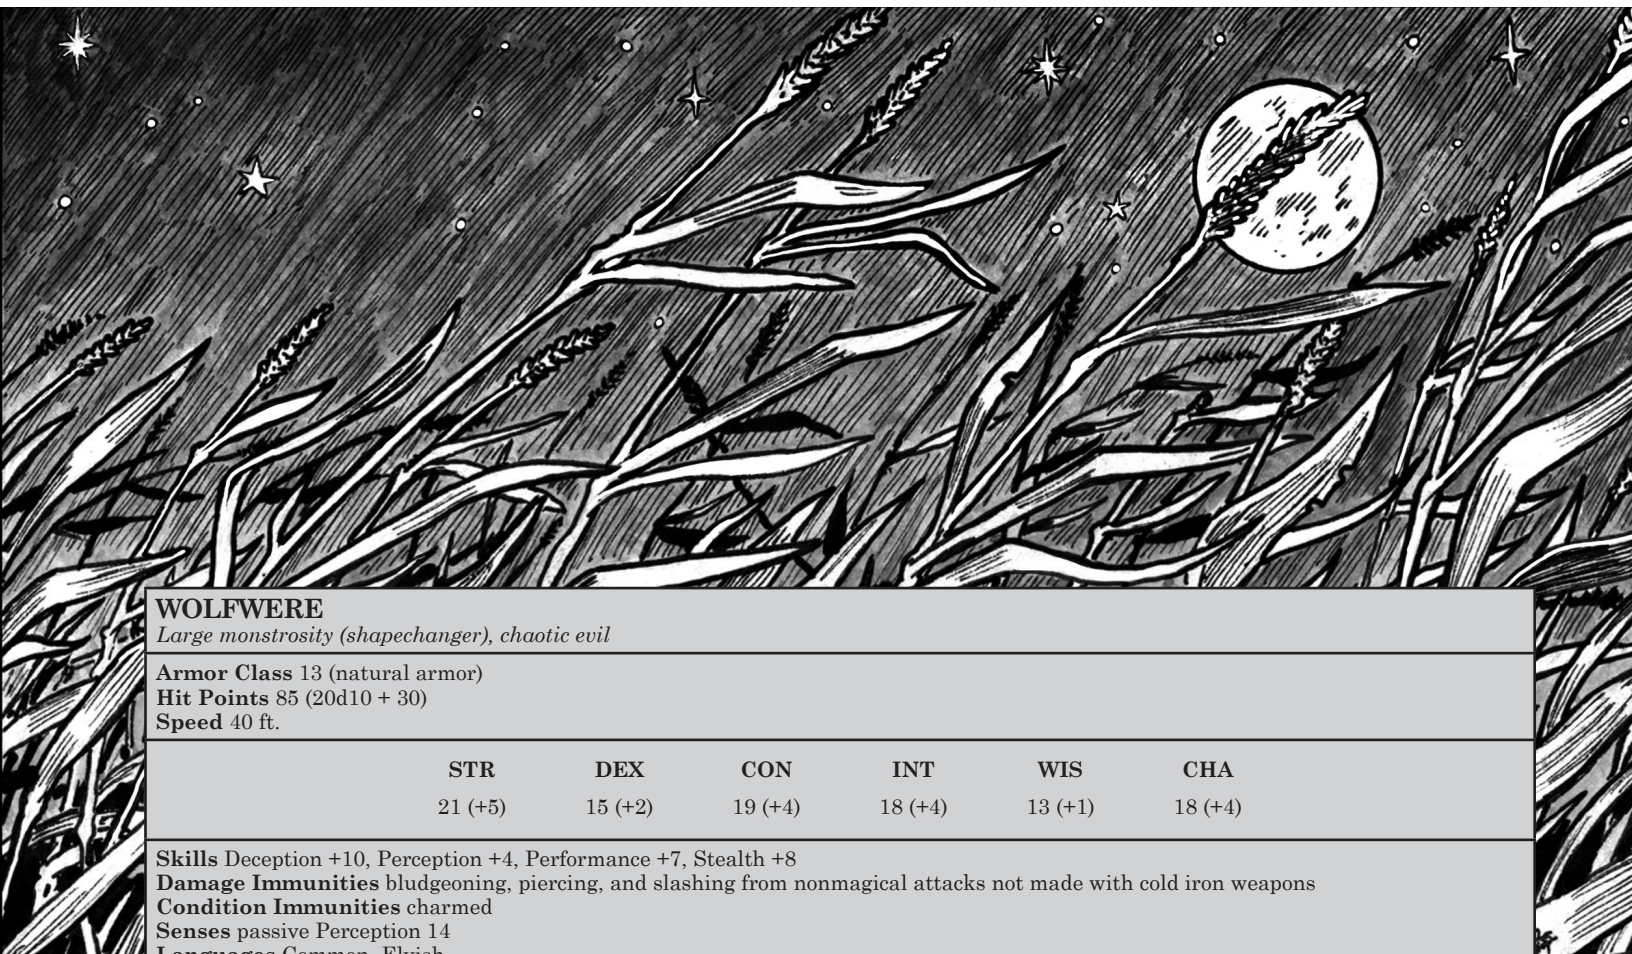 WOLFWERE
Large monstrosity (shapechanger), chaotic evil
Armor Class 13 (natural armor)
Hit Points 85 (20d10 + 30)
Speed 40 ft.
STR DEX CON INT WIS CHA
21 (+5) 15 (+2) 19 (+4) 18 (+4) 13 (+1) 18 (+4)
Skills Deception +10, Perception +4, Performance +7, Stealth +8
Damage Immunities bludgeoning, piercing, and slashing from nonmagical attacks not made with cold iron weapons
Condition Immunities charmed
Senses passive Perception 14
Languages Common, Elvish